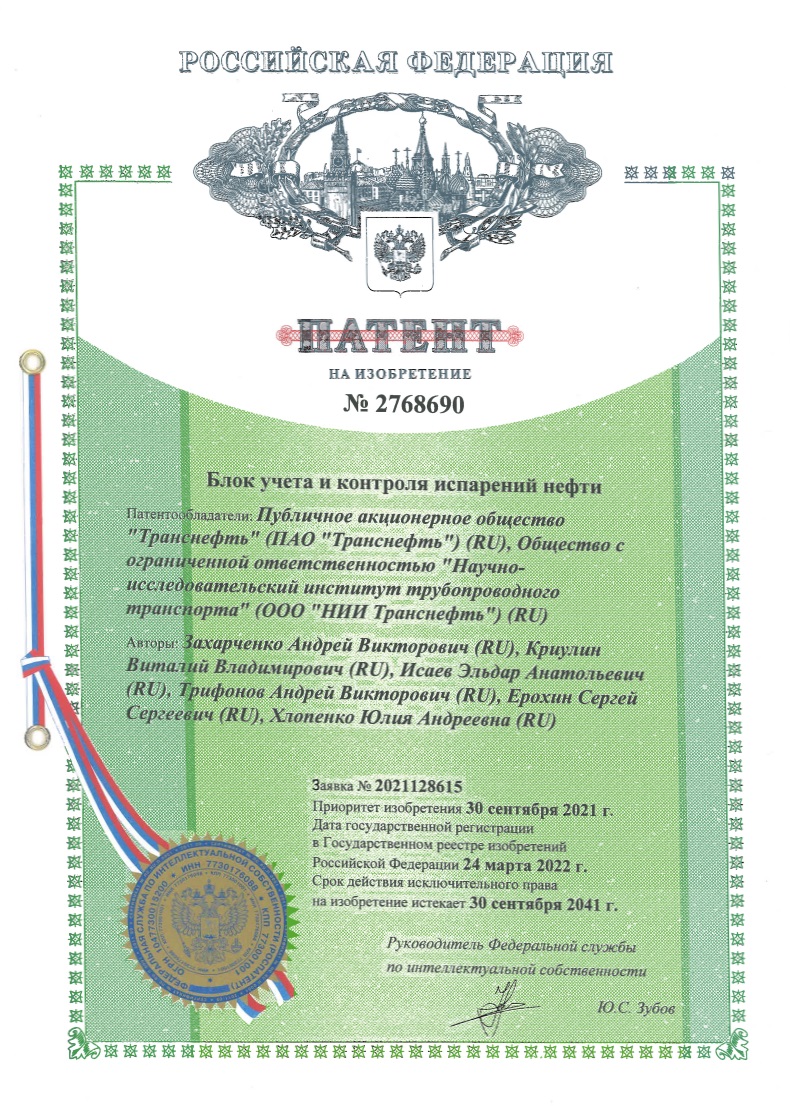 РОССИЙСКАЯ ФЕДЕРАЦИЯ
ПАТЕНТ
НА ИЗОБРЕТЕНИЕ
№ 2768690
Блок учета и контроля испарений нефти
Патентообладатели: Публичное акционерное общество
"Транснефть" (ПАО "Транснефть") (RU), Общество с
ограниченной ответственностью "Научно-
исследовательский институт трубопроводного
транспорта" (ООО "НИИ Транснефть") (RU)
Авторы: Захарченко Андрей Викторович (RU), Криулин
Виталий Владимирович (RU), Исаев Эльдар Анатольевич
(RU), Трифонов Андрей Викторович (RU), Ерохин Сергей
Сергеевич (RU), Хлопенко Юлия Андреевна (RU)
Заявка № 2021128615
Приоритет изобретения 30 сентября 2021 г.
Дата государственной регистрации
в Государственном реестре изобретений
Российской Федерации 24 марта 2022 г.
Срок действия исключительного права
на изобретение истекает 30 сентября 2041 г.
Руководитель Федеральной службы
по интеллектуальной собственности
Ю.С. Зубов
ФЕДЕРАЛЬНАЯ СЛУЖБА ПО ИНТ�еллектуальной СОБСТВЕННОСТИ (РОСПАТЕНТ)
ОГРН 1047730015200 • ИНН 7730176088 • КПП 773001001